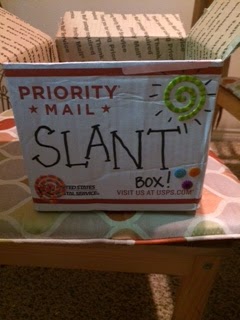 PRIORITY
★ MAIL ★
SLANT
BOX!
VISIT US AT USPS.COM